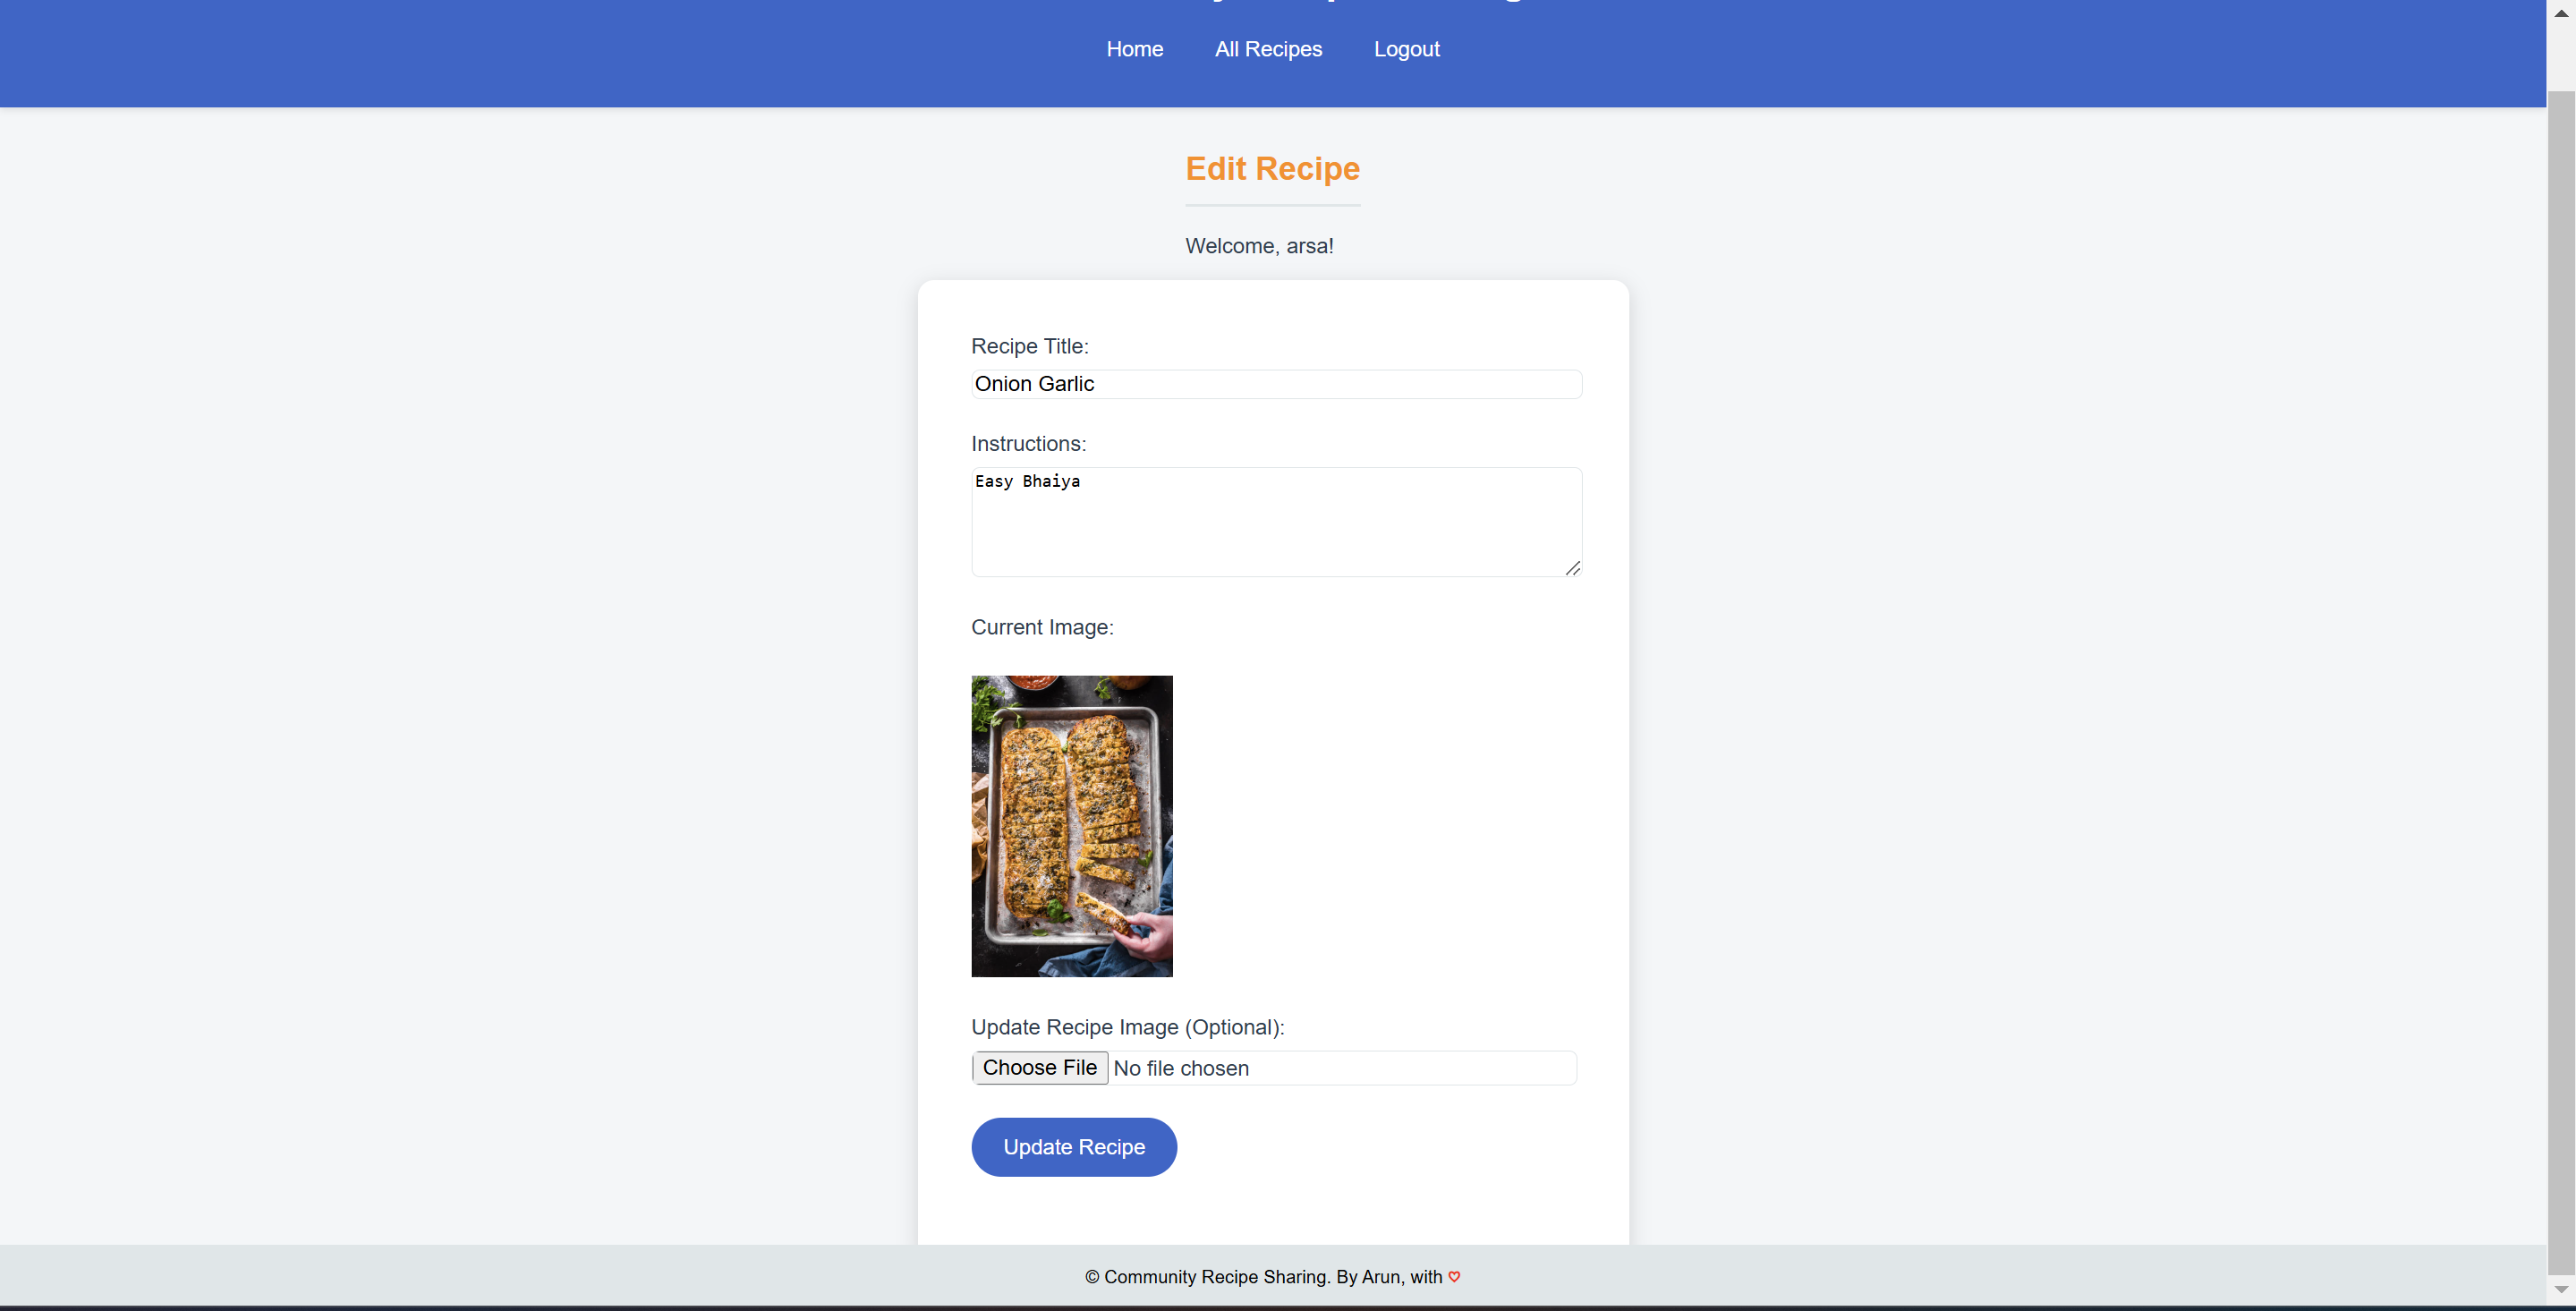 Home All Recipes Logout
Edit Recipe
Welcome, arsa!
Recipe Title:
Onion Garlic
Instructions:
Easy Bhaiya
Current Image:
Update Recipe Image (Optional):
Choose File No file chosen
Update Recipe
© Community Recipe Sharing. By Arun, with ♡